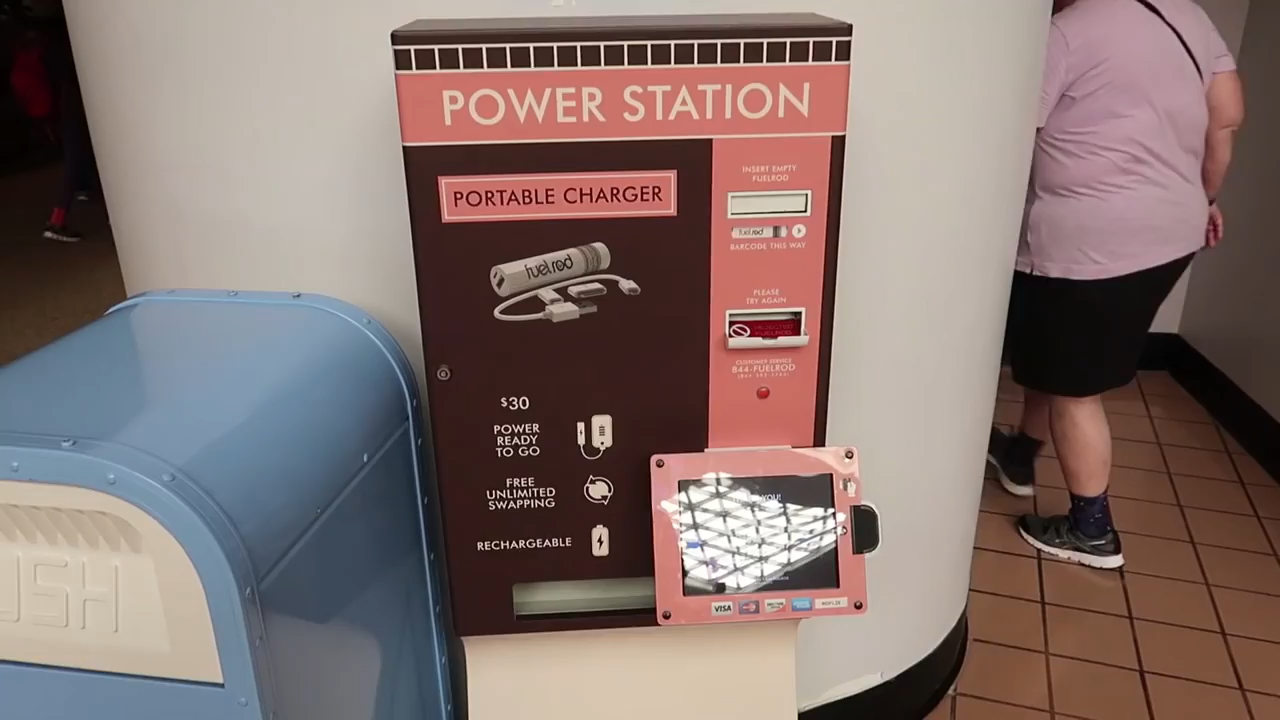 POWER STATION
PORTABLE CHARGER
fuelrod
INSERT EMPTY
FUELROD
fuelrod
BARCODE THIS WAY
PLEASE
TRY AGAIN
CUSTOMER SERVICE
844-FUELROD
$30
POWER
READY
TO GO
FREE
UNLIMITED
SWAPPING
RECHARGEABLE
YOU!
VISA
USH